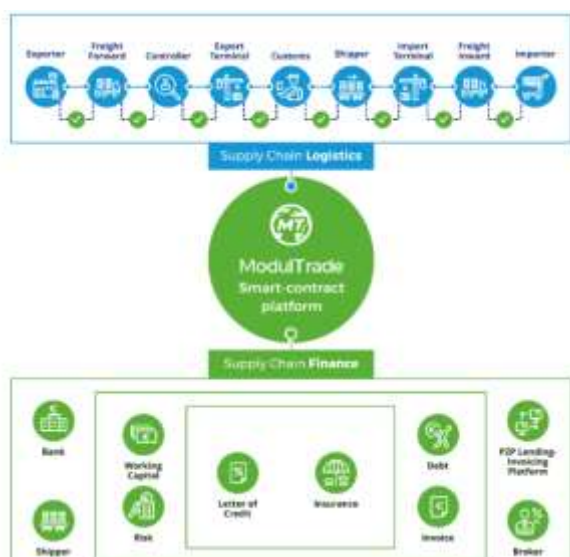 Exporter
Freight
Forward
Controller
Export
Terminal
Customs
Shipper
Import
Terminal
Freight
Inward
Importer
Supply Chain Logistics
MT
ModulTrade
Smart-contract
platform
Supply Chain Finance
Bank
Working
Capital
Letter of
Credit
Insurance
Debt
P2P Lending-
Invoicing
Platform
Shipper
Risk
Invoice
Broker